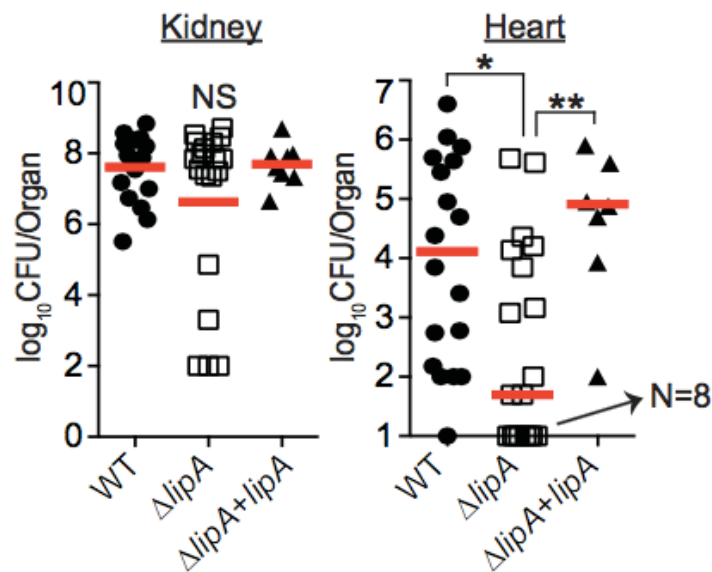 Kidney
Heart
log₁₀CFU/Organ
10
8
6
4
2
0
NS
WT
ΔlipA
ΔlipA+lipA
log₁₀CFU/Organ
7
6
5
4
3
2
1
*
**
N=8
WT
ΔlipA
ΔlipA+lipA